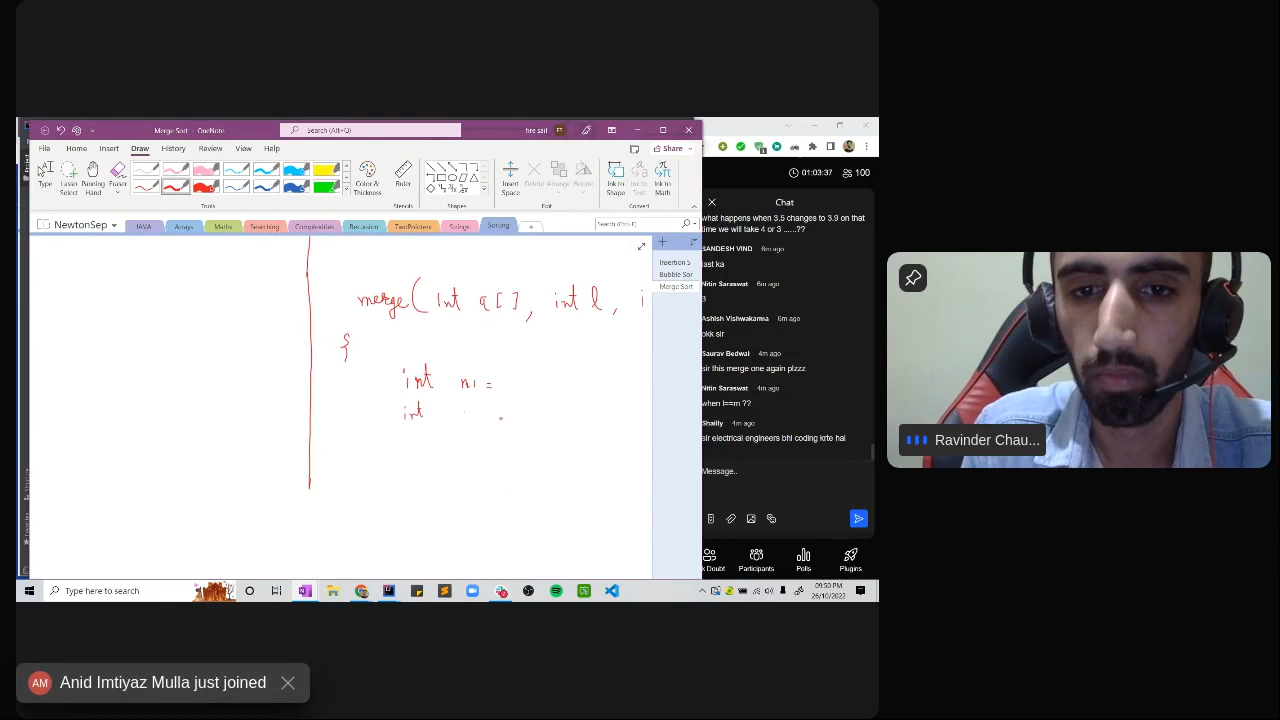 Merge Sort - OneNote
Search (Alt+Q)
fire sail
FS
File Home Insert Draw History Review View Help
Share
Type
Lasso Select
Panning Hand
Eraser
Color & Thickness
Ruler
Insert Space
Delete
Arrange
Rotate
Ink to Shape
Ink to Text
Ink to Math
Tools
Stencils
Shapes
Edit
Convert
NewtonSep
JAVA Arrays Maths Searching Complexities Recursion TwoPointers Strings Sorting +
Search (Ctrl+E)
Insertion S
Bubble Sor
Merge Sort
merge( int a [ ], int l, i
{
int n1 =
int
01:03:37
100
Chat
what happens when 3.5 changes to 3.9 on that
time we will take 4 or 3 ......??
SANDESH VIND 6m ago
last ka
Nitin Saraswat 6m ago
3
Ashish Vishwakarma 6m ago
okk sir
Saurav Bedwal 4m ago
sir this merge one again plzzz
Nitin Saraswat 4m ago
when l==m ??
Shailly 4m ago
sir electrical engineers bhi coding krte hai
Message..
k Doubt
Participants
Polls
Plugins
Type here to search
09:50 PM
26/10/2022
Ravinder Chau...
AM
Anid Imtiyaz Mulla just joined